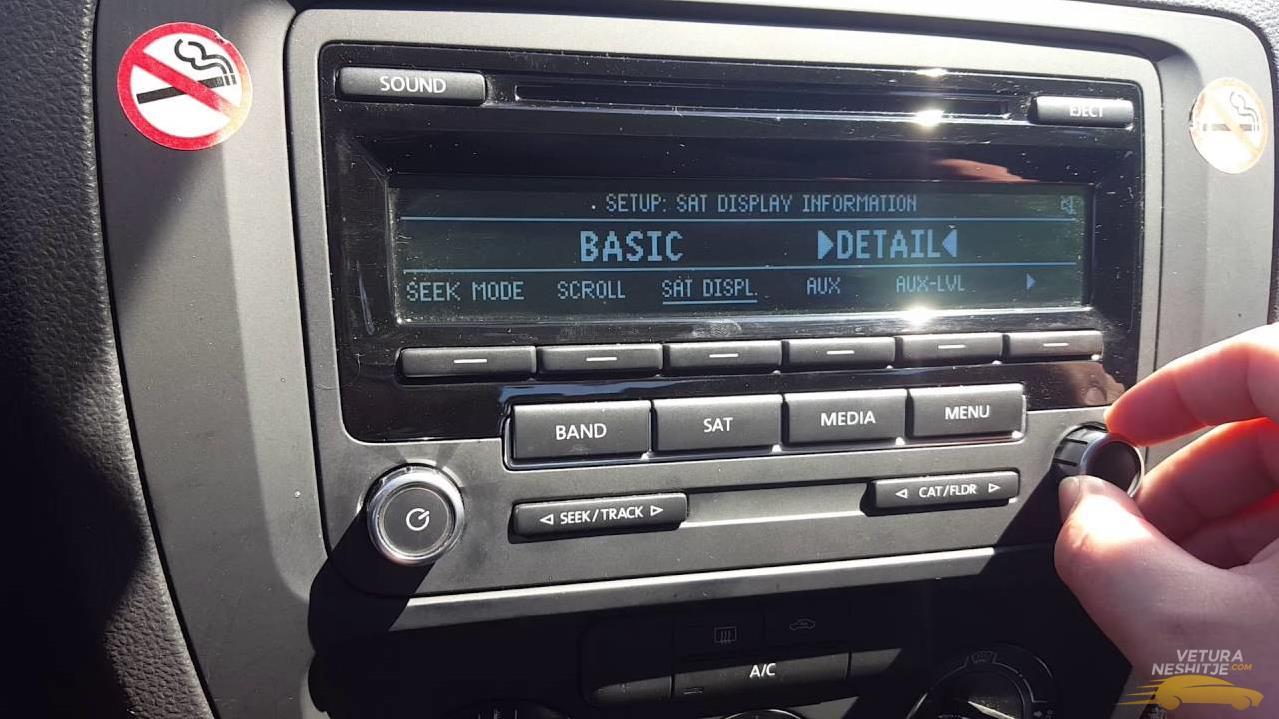 SOUND
EJECT
SETUP: SAT DISPLAY INFORMATION
BASIC DETAIL
SEEK MODE SCROLL SAT DISPL. AUX AUX-LVL
BAND SAT MEDIA MENU
SEEK/TRACK CAT/FLDR
A/C
VETURA
NESHITJE.COM